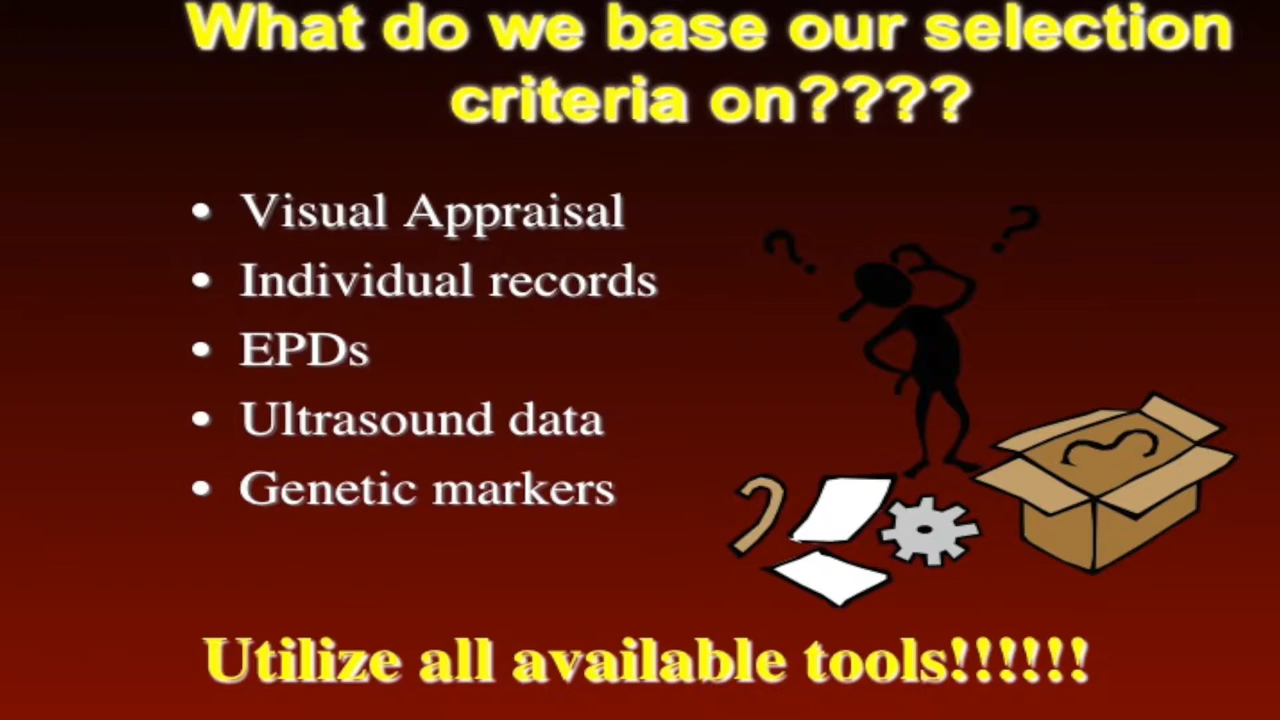 What do we base our selection
criteria on????
• Visual Appraisal
• Individual records
• EPDs
• Ultrasound data
• Genetic markers
? ?
Utilize all available tools!!!!!!